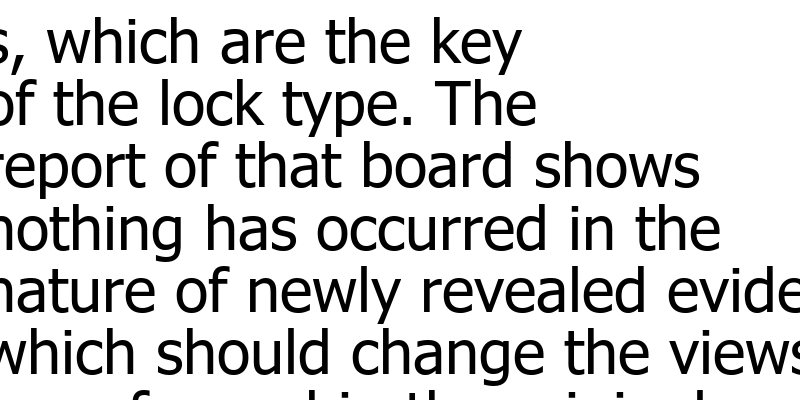 s, which are the key
of the lock type. The
report of that board shows
nothing has occurred in the
nature of newly revealed evide
which should change the views